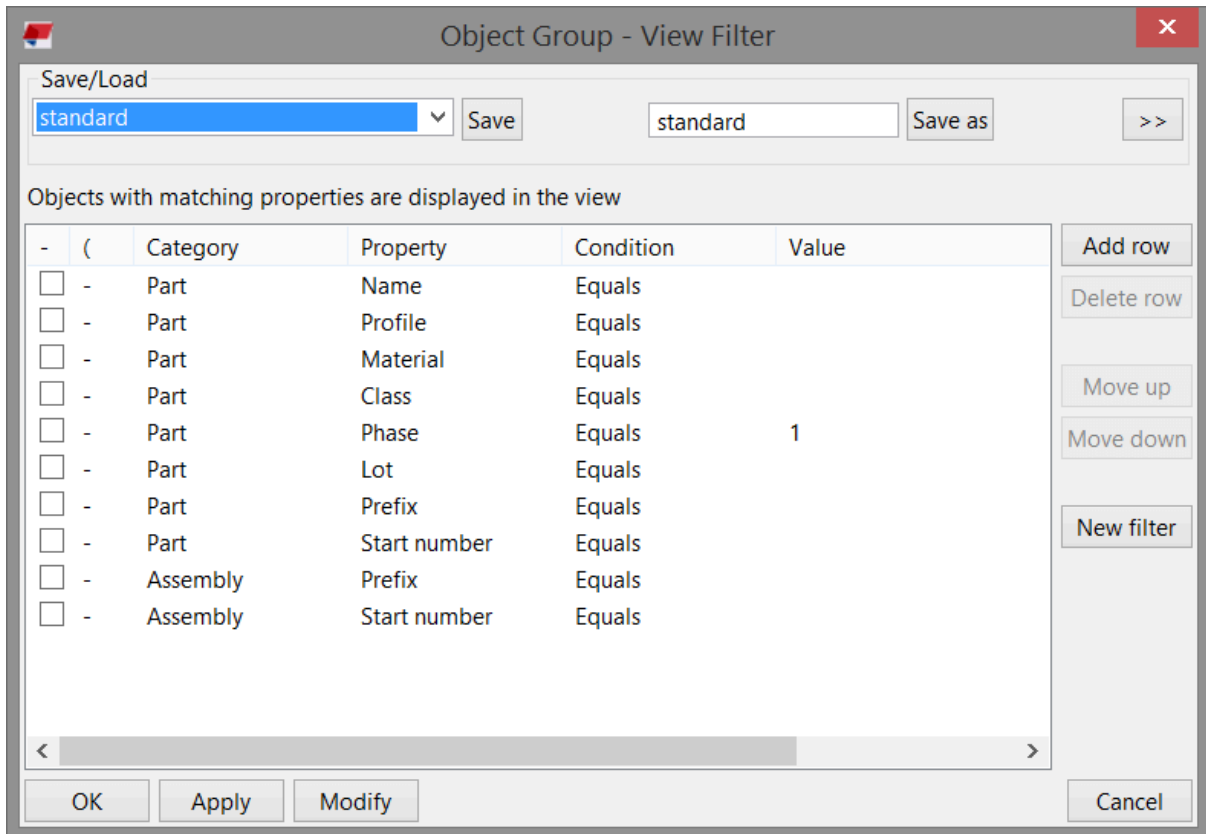 Object Group - View Filter
Save/Load
standard Save standard Save as >>
Objects with matching properties are displayed in the view
- ( Category Property Condition Value Add row
- Part Name Equals
Delete row
- Part Profile Equals
- Part Material Equals
- Part Class Equals Move up
- Part Phase Equals 1 Move down
- Part Lot Equals
- Part Prefix Equals
New filter
- Part Start number Equals
- Assembly Prefix Equals
- Assembly Start number Equals
OK Apply Modify Cancel